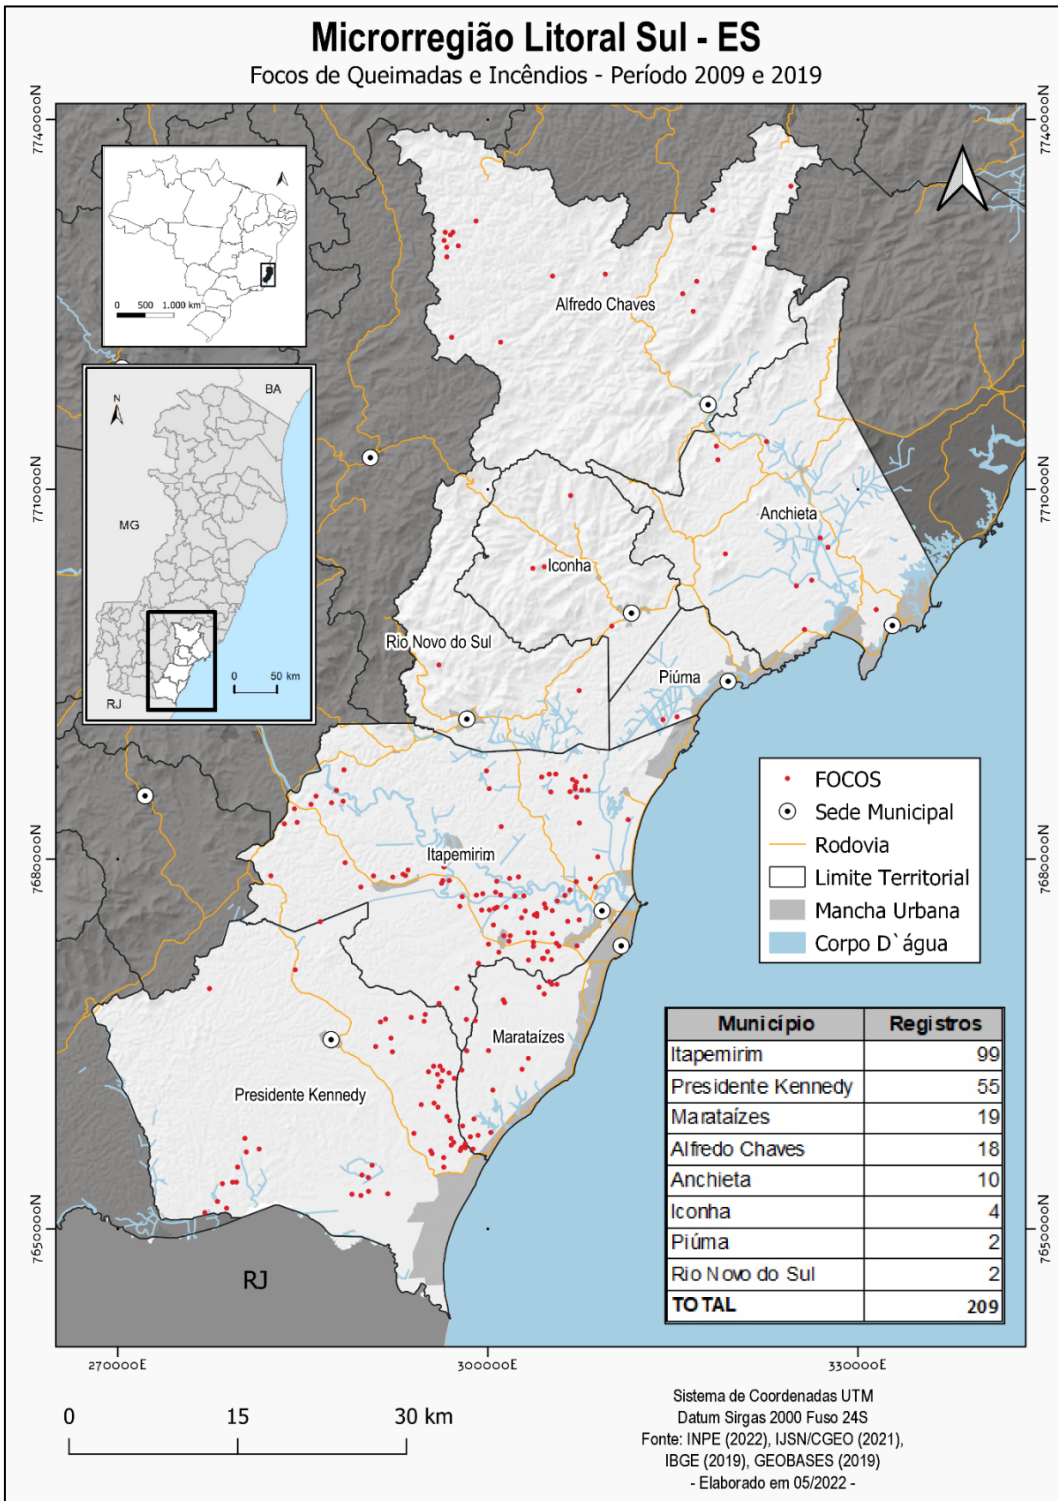 Microrregião Litoral Sul - ES
Focos de Queimadas e Incêndios - Período 2009 e 2019
7740000N
7740000N
0 500 1.000 km
Alfredo Chaves
BA
N
MG
RJ
0 50 km
7710000N
7710000N
Anchieta
Iconha
Rio Novo do Sul
Piúma
FOCOS
Sede Municipal
Rodovia
Limite Territorial
Mancha Urbana
Corpo D`água
7680000N
7680000N
Itapemirim
Marataízes
Presidente Kennedy
Município Registros
Itapemirim 99
Presidente Kennedy 55
Marataízes 19
Alfredo Chaves 18
Anchieta 10
Iconha 4
Piúma 2
Rio Novo do Sul 2
TOTAL 209
7650000N
7650000N
RJ
270000E 300000E 330000E
0 15 30 km
Sistema de Coordenadas UTM
Datum Sirgas 2000 Fuso 24S
Fonte: INPE (2022), IJSN/CGEO (2021),
IBGE (2019), GEOBASES (2019)
- Elaborado em 05/2022 -